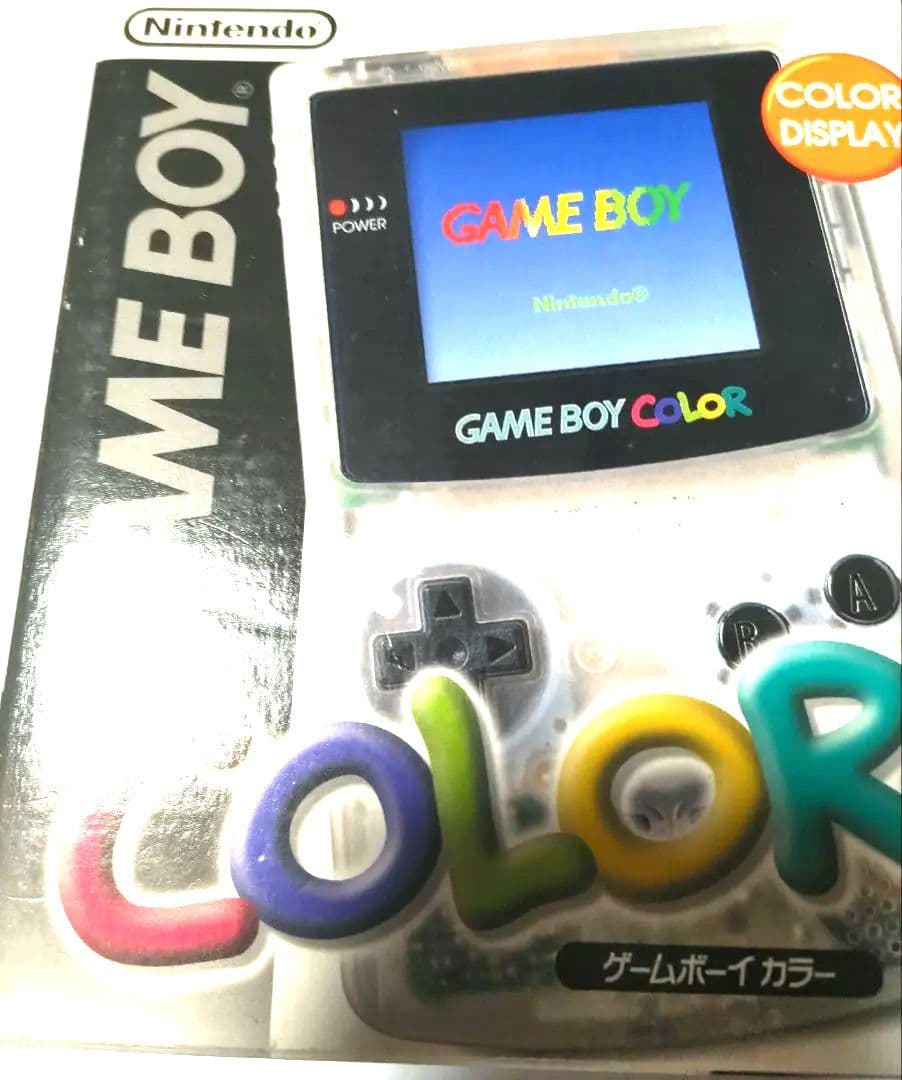 Nintendo
ME BOY®
COLOR
DISPLAY
POWER
GAME BOY
Nintendo®
GAME BOY COLOR
A
B
COLOR
ゲームボーイカラー